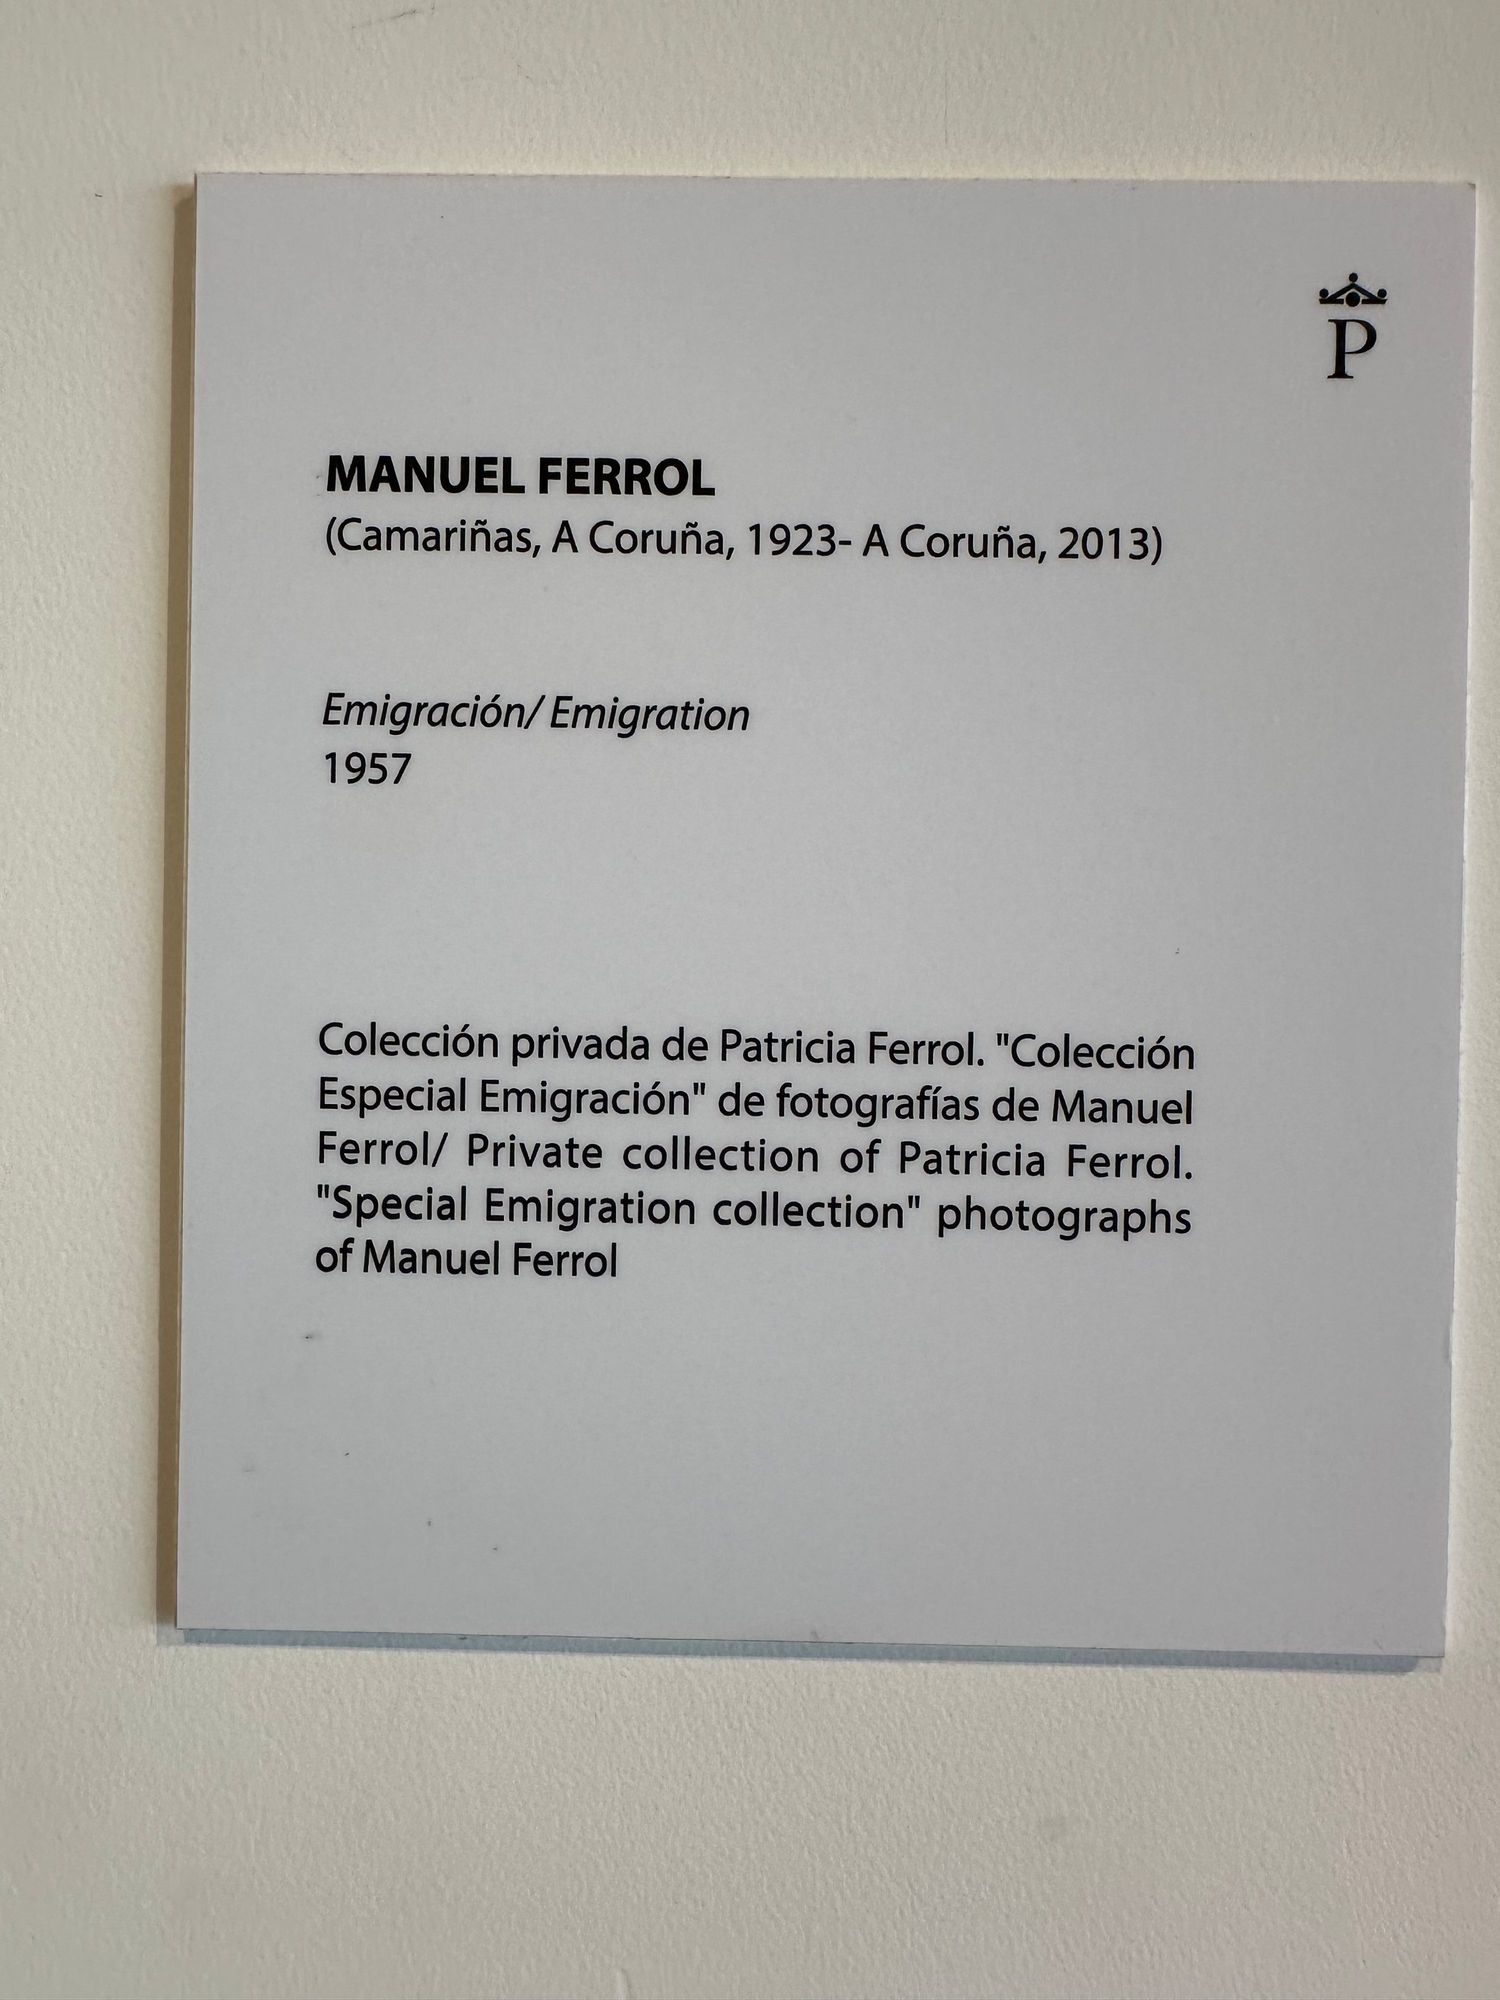 P
MANUEL FERROL
(Camariñas, A Coruña, 1923- A Coruña, 2013)
Emigración/ Emigration
1957
Colección privada de Patricia Ferrol. "Colección
Especial Emigración" de fotografías de Manuel
Ferrol/ Private collection of Patricia Ferrol.
"Special Emigration collection" photographs
of Manuel Ferrol